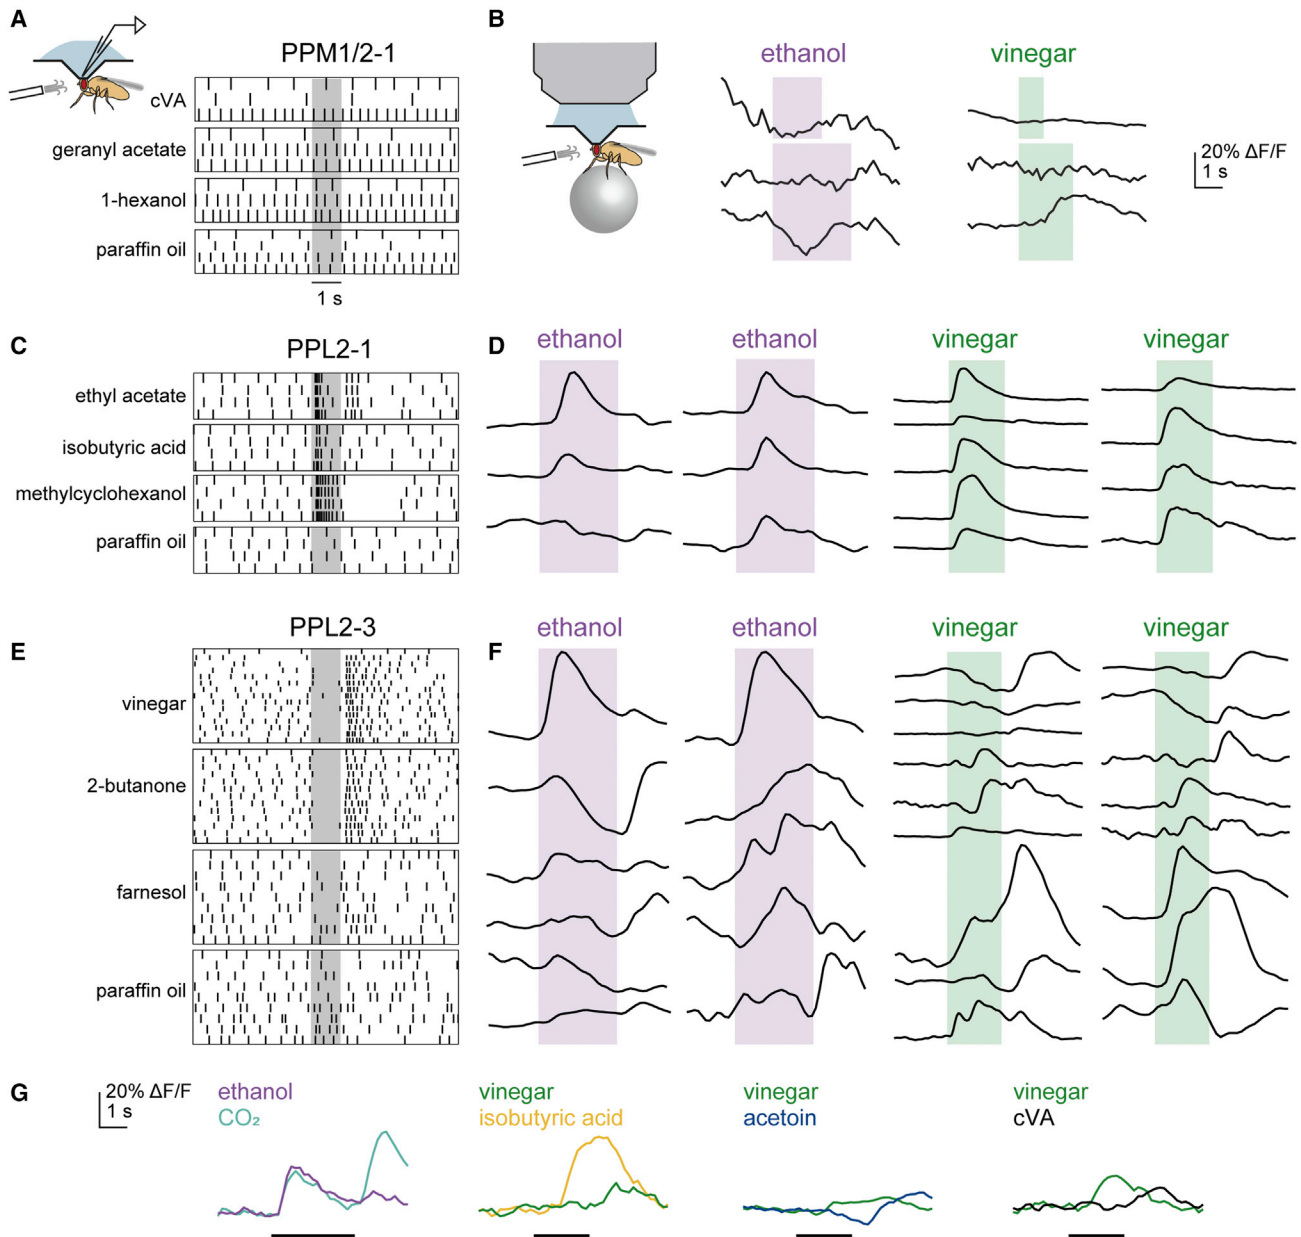 A
PPM1/2-1
cVA
geranyl acetate
1-hexanol
paraffin oil
1 s
B
ethanol
vinegar
20% ΔF/F
1 s
C
PPL2-1
ethyl acetate
isobutyric acid
methylcyclohexanol
paraffin oil
D
ethanol
ethanol
vinegar
vinegar
E
PPL2-3
vinegar
2-butanone
farnesol
paraffin oil
F
ethanol
ethanol
vinegar
vinegar
G
20% ΔF/F
1 s
ethanol
CO₂
vinegar
isobutyric acid
vinegar
acetoin
vinegar
cVA